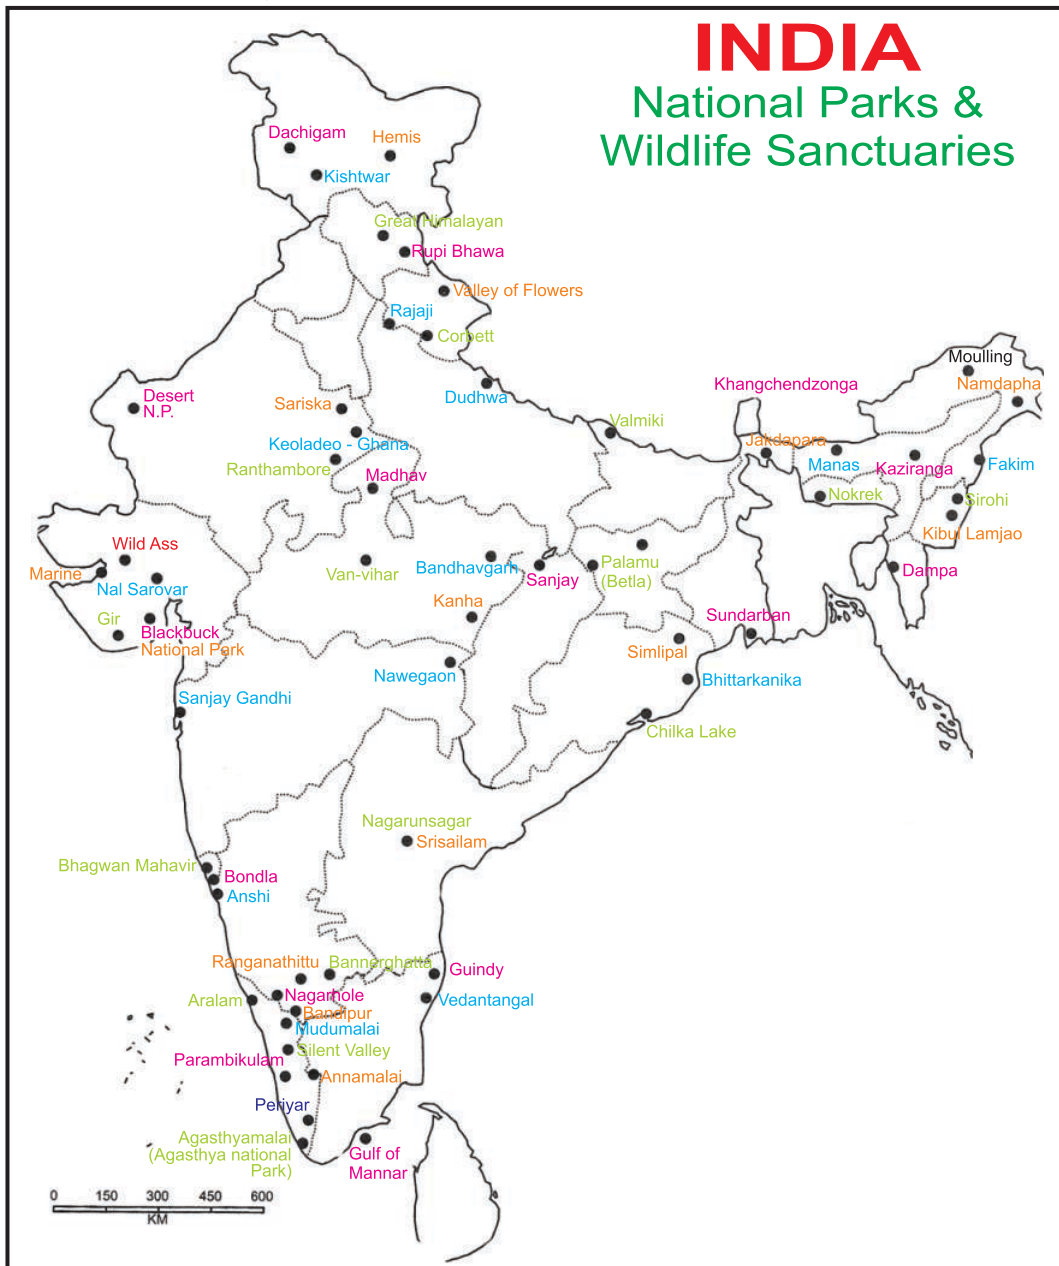 INDIA
National Parks &
Wildlife Sanctuaries
Dachigam
Hemis
Kishtwar
Great Himalayan
Rupi Bhawa
Valley of Flowers
Rajaji
Corbett
Moulling
Desert
N.P.
Khangchendzonga
Namdapha
Sariska
Dudhwa
Valmiki
Keoladeo - Ghana
Jakdapara
Ranthambore
Madhav
Manas
Kaziranga
Fakim
Nokrek
Sirohi
Kibul Lamjao
Wild Ass
Marine
Nal Sarovar
Van-vihar
Bandhavgarh
Sanjay
Palamu
(Betla)
Dampa
Kanha
Gir
Blackbuck
National Park
Sundarban
Simlipal
Nawegaon
Bhittarkanika
Sanjay Gandhi
Chilka Lake
Nagarunsagar
Srisailam
Bhagwan Mahavir
Bondla
Anshi
Ranganathittu
Bannerghatta
Guindy
Aralam
Nagarhole
Vedantangal
Bandipur
Mudumalai
Silent Valley
Parambikulam
Annamalai
Periyar
Agasthyamalai
(Agasthya national
Park)
Gulf of
Mannar
0 150 300 450 600
KM